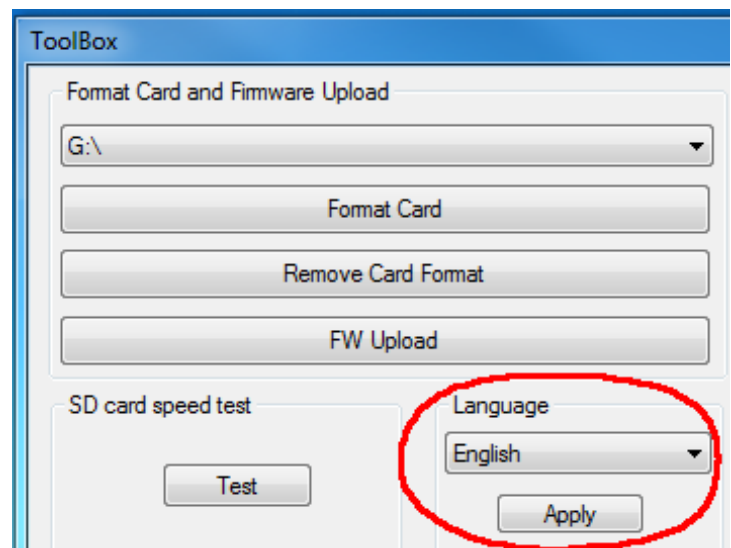 ToolBox
Format Card and Firmware Upload
G:\
Format Card
Remove Card Format
FW Upload
SD card speed test
Language
English
Test
Apply